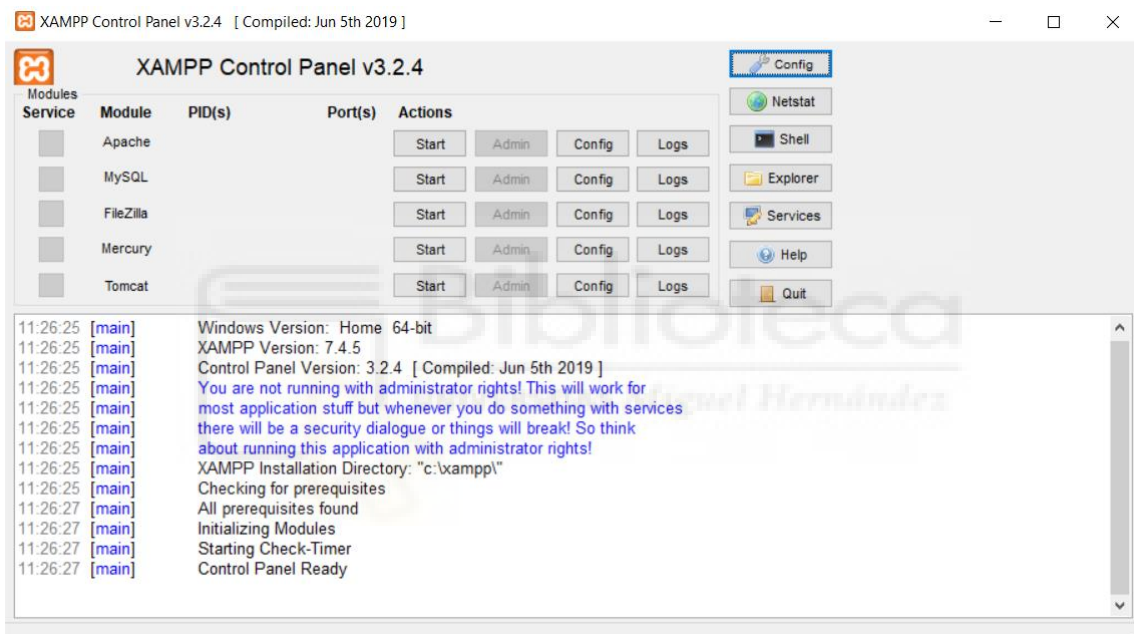 XAMPP Control Panel v3.2.4 [ Compiled: Jun 5th 2019 ]
XAMPP Control Panel v3.2.4
Config
Modules
Service Module PID(s) Port(s) Actions
Netstat
Apache Start Admin Config Logs
Shell
MySQL Start Admin Config Logs
Explorer
FileZilla Start Admin Config Logs
Services
Mercury Start Admin Config Logs
Help
Tomcat Start Admin Config Logs
Quit
Biblioteca
Miguel Hernández
11:26:25 [main] Windows Version: Home 64-bit
11:26:25 [main] XAMPP Version: 7.4.5
11:26:25 [main] Control Panel Version: 3.2.4 [ Compiled: Jun 5th 2019 ]
11:26:25 [main] You are not running with administrator rights! This will work for
11:26:25 [main] most application stuff but whenever you do something with services
11:26:25 [main] there will be a security dialogue or things will break! So think
11:26:25 [main] about running this application with administrator rights!
11:26:25 [main] XAMPP Installation Directory: "c:\xampp\"
11:26:25 [main] Checking for prerequisites
11:26:27 [main] All prerequisites found
11:26:27 [main] Initializing Modules
11:26:27 [main] Starting Check-Timer
11:26:27 [main] Control Panel Ready